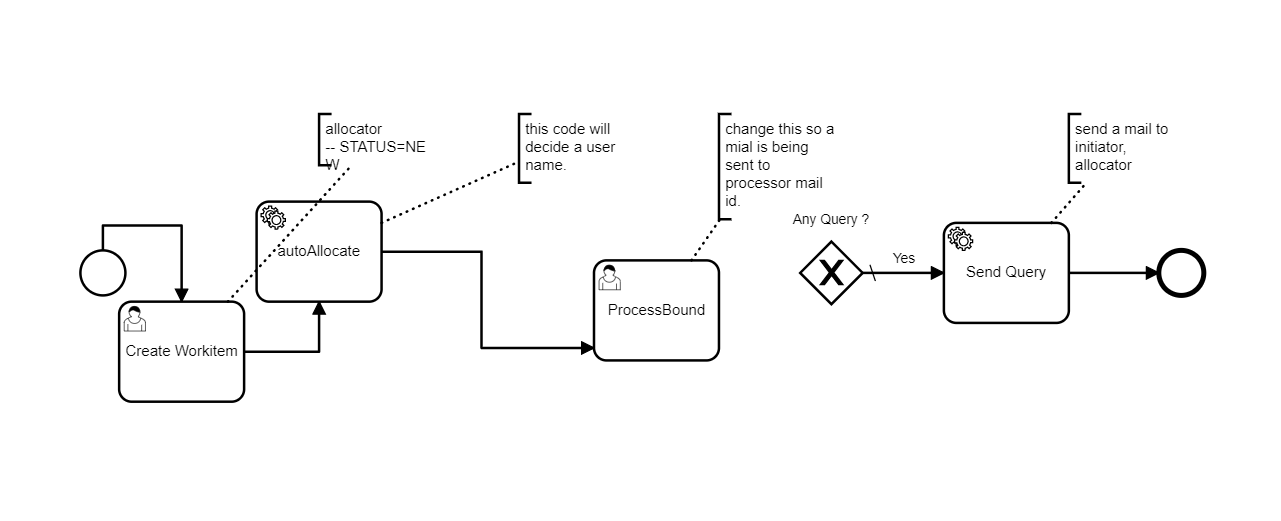 allocator
-- STATUS=NE
W
this code will
decide a user
name.
change this so a
mial is being
sent to
processor mail
id.
send a mail to
initiator,
allocator
Any Query ?
autoAllocate
Yes
Send Query
ProcessBound
Create Workitem